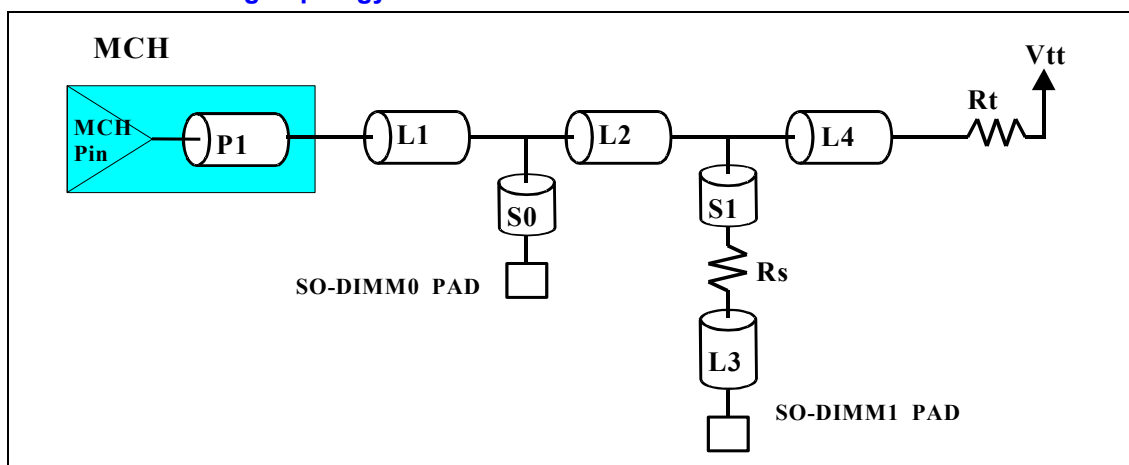 MCH
Vtt
Rt
MCH
Pin
P1
L1
L2
L4
S0
S1
Rs
SO-DIMM0 PAD
L3
SO-DIMM1 PAD